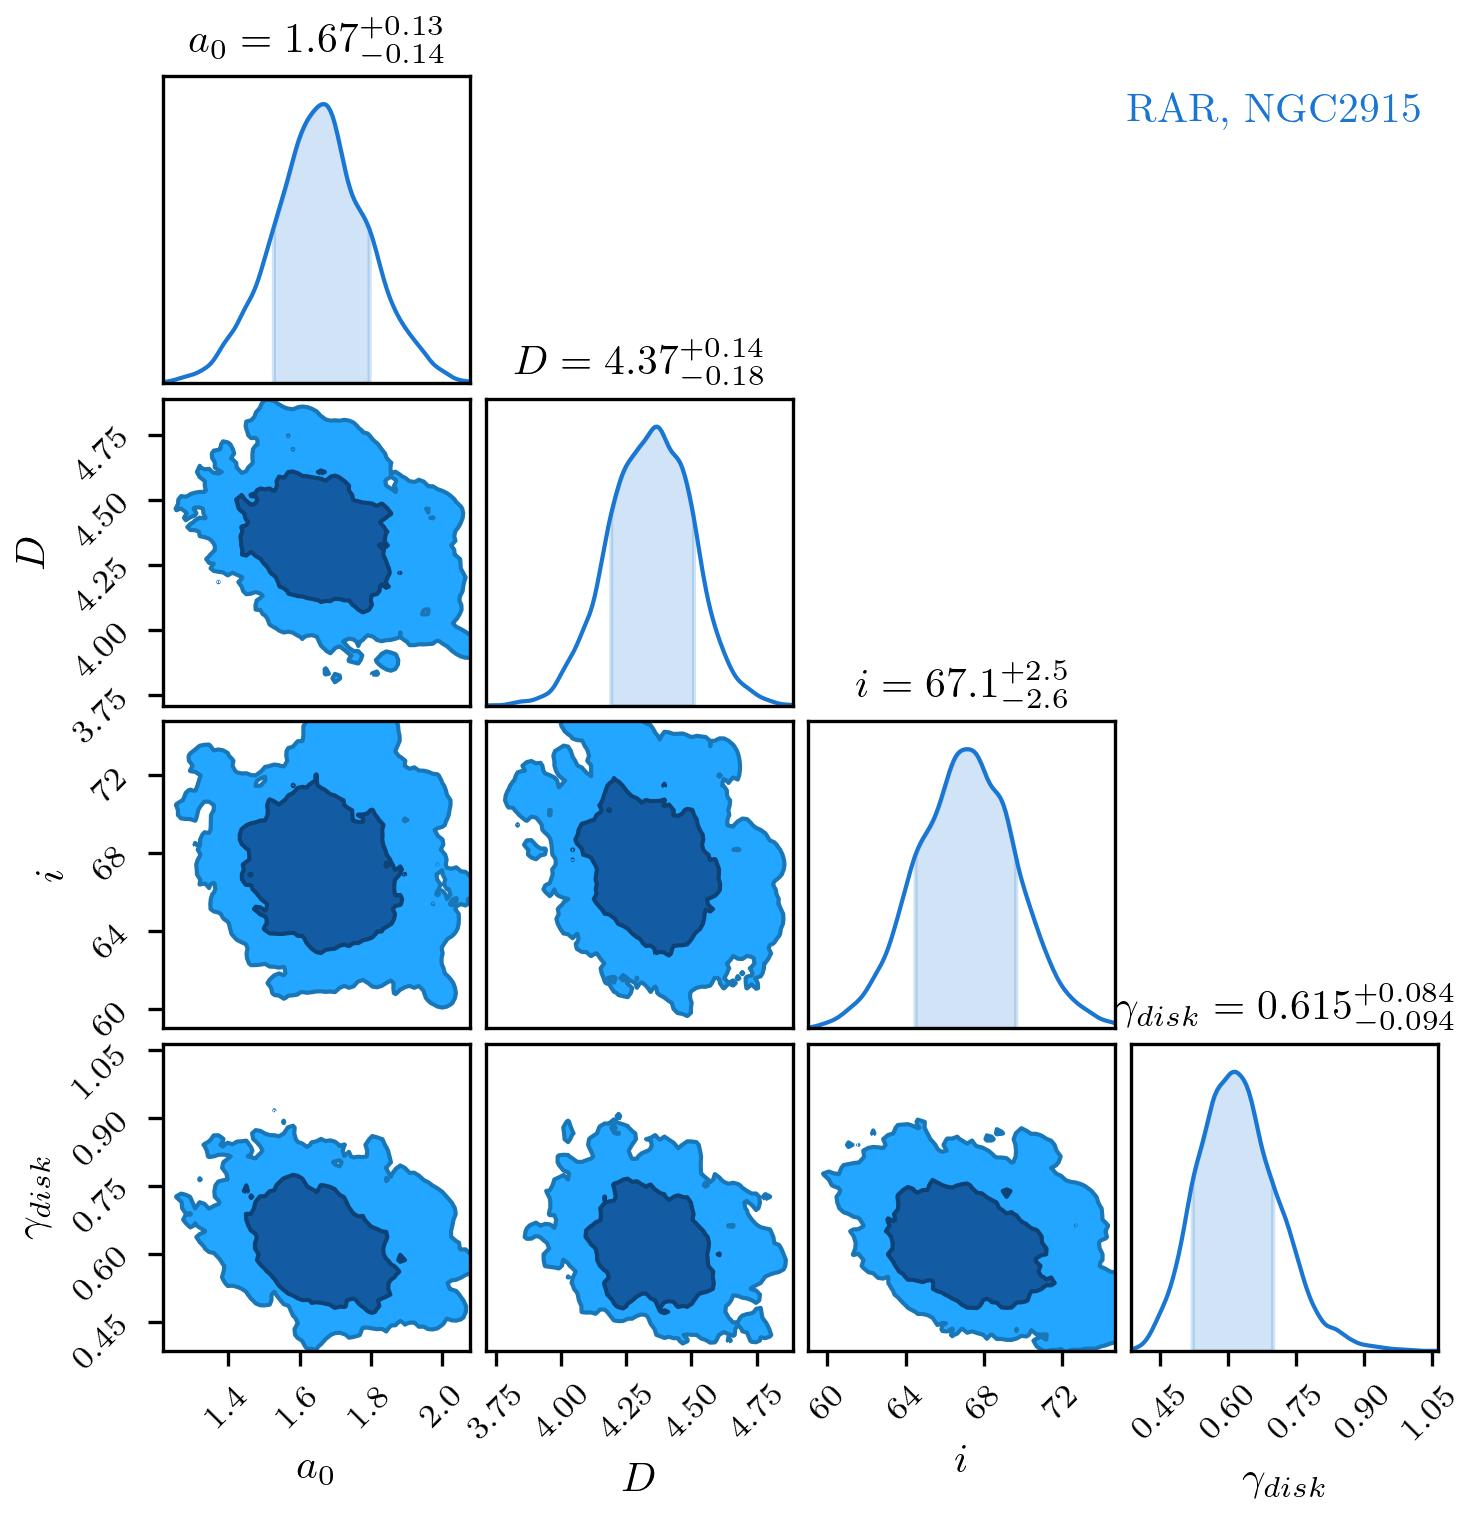 a₀ = 1.67⁺⁰·¹³₋₀.₁₄
RAR, NGC2915
D = 4.37⁺⁰·¹⁴₋₀.₁₈
4.75
4.50
4.25
4.00
3.75
D
i = 67.1⁺²·⁵₋₂.₆
72
68
64
60
i
γ_disk = 0.615⁺⁰·⁰⁸⁴₋₀.₀₉₄
1.05
0.90
0.75
0.60
0.45
γ_disk
1.4 1.6 1.8 2.0
3.75 4.00 4.25 4.50 4.75
60 64 68 72
0.45 0.60 0.75 0.90 1.05
a₀
D
i
γ_disk